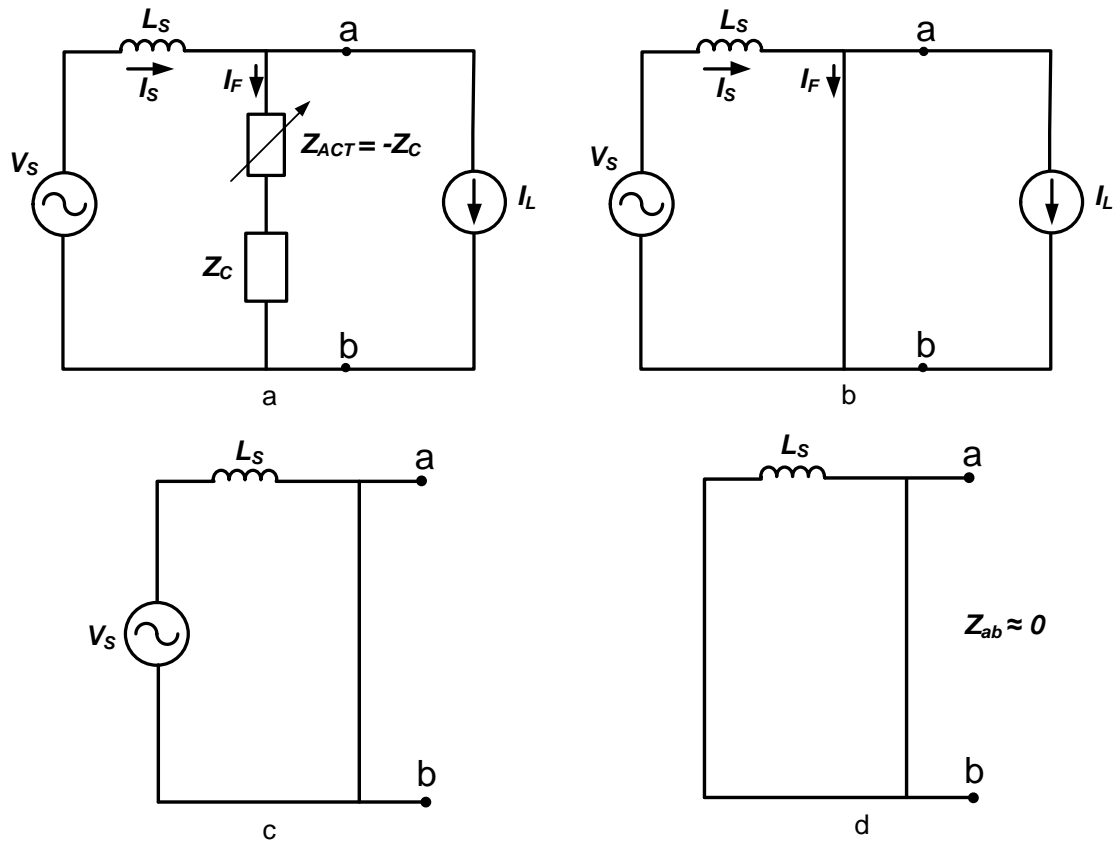 L_S
a
I_S
I_F
Z_ACT = -Z_C
V_S
I_L
Z_C
b
a
L_S
a
I_S
I_F
V_S
I_L
b
b
L_S
a
V_S
b
c
L_S
a
Z_ab ≈ 0
b
d